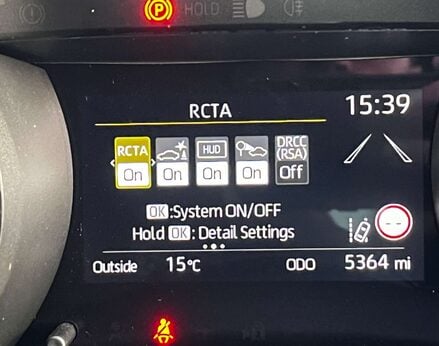 P HOLD
RCTA 15:39
RCTA HUD DRCC
(RSA)
On On On On Off
OK:System ON/OFF
Hold OK: Detail Settings
--
Outside 15°C ODO 5364 mi